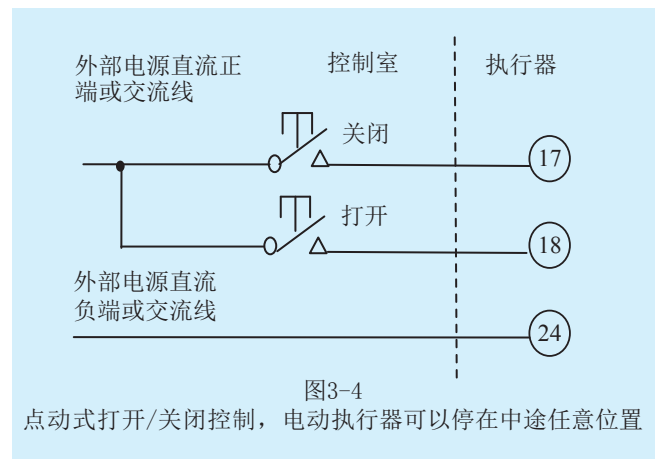 外部电源直流正
端或交流线
控制室
执行器
关闭
17
打开
18
外部电源直流
负端或交流线
24
图3-4
点动式打开/关闭控制，电动执行器可以停在中途任意位置